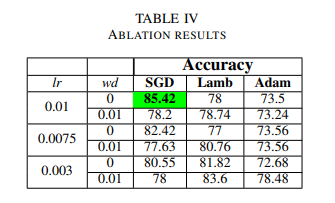 TABLE IV
ABLATION RESULTS
Accuracy
lr wd SGD Lamb Adam
0.01 0 85.42 78 73.5
0.01 78.2 78.74 73.24
0.0075 0 82.42 77 73.56
0.01 77.63 80.76 73.56
0.003 0 80.55 81.82 72.68
0.01 78 83.6 78.48